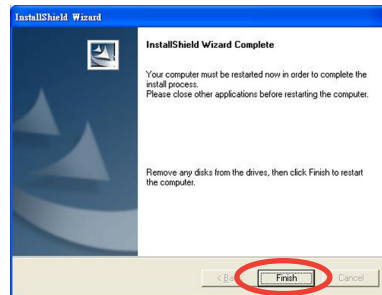 InstallShield Wizard
InstallShield Wizard Complete
Your computer must be restarted now in order to complete the
install process.
Please close other applications before restarting the computer.
Remove any disks from the drives, then click Finish to restart
the computer.
< Ba
Finish
Cancel